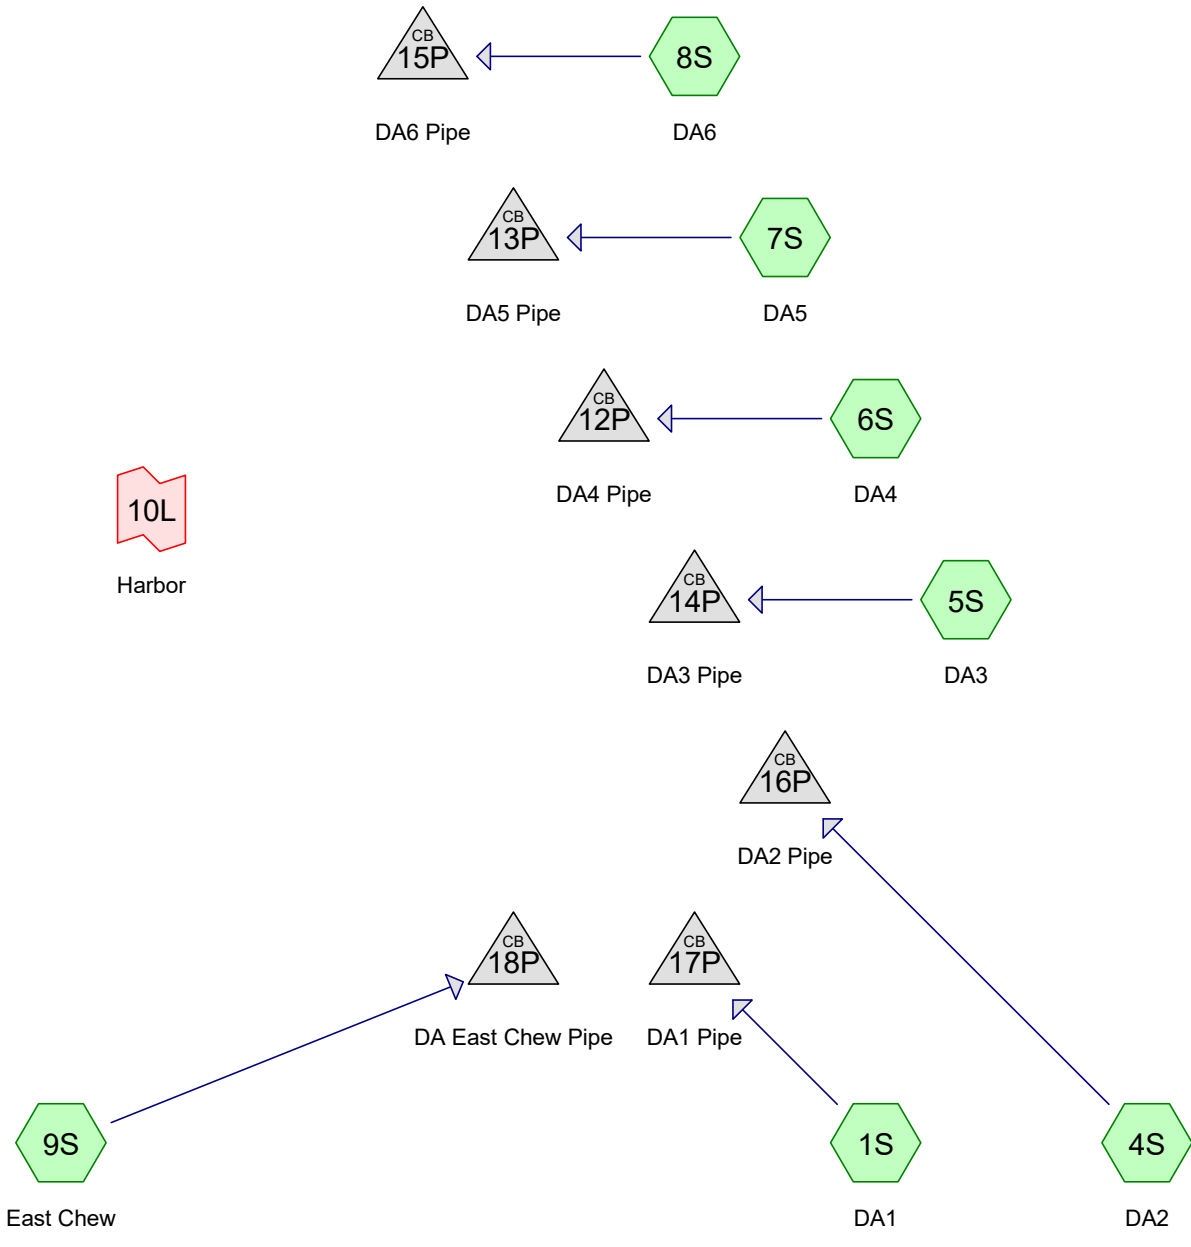 CB
15P
8S
DA6 Pipe
DA6
CB
13P
7S
DA5 Pipe
DA5
CB
12P
6S
DA4 Pipe
DA4
10L
Harbor
CB
14P
5S
DA3 Pipe
DA3
CB
16P
DA2 Pipe
CB
18P
CB
17P
DA East Chew Pipe
DA1 Pipe
9S
1S
4S
East Chew
DA1
DA2